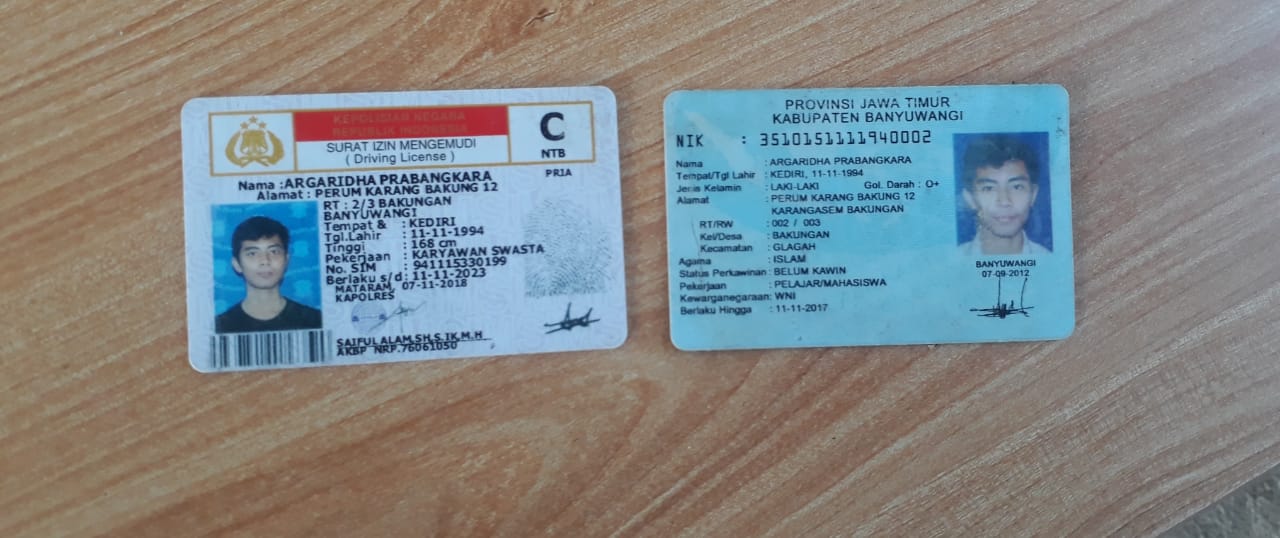 KEPOLISIAN NEGARA
REPUBLIK INDONESIA
SURAT IZIN MENGEMUDI
( Driving License )
C
NTB
PRIA
Nama : ARGARIDHA PRABANGKARA
Alamat : PERUM KARANG BAKUNG 12
RT : 2/3 BAKUNGAN
BANYUWANGI
Tempat & : KEDIRI
Tgl.Lahir : 11-11-1994
Tinggi : 168 cm
Pekerjaan : KARYAWAN SWASTA
No. SIM : 941115330199
Berlaku s/d : 11-11-2023
MATARAM, 07-11-2018
KAPOLRES
SAIFUL ALAM,SH,S.IK,M.H
AKBP NRP.76061050
PROVINSI JAWA TIMUR
KABUPATEN BANYUWANGI
NIK : 3510151111940002
Nama : ARGARIDHA PRABANGKARA
Tempat/Tgl Lahir : KEDIRI, 11-11-1994
Jenis Kelamin : LAKI-LAKI Gol. Darah : O+
Alamat : PERUM KARANG BAKUNG 12
KARANGASEM BAKUNGAN
RT/RW : 002 / 003
Kel/Desa : BAKUNGAN
Kecamatan : GLAGAH
Agama : ISLAM
Status Perkawinan : BELUM KAWIN
Pekerjaan : PELAJAR/MAHASISWA
Kewarganegaraan : WNI
Berlaku Hingga : 11-11-2017
BANYUWANGI
07-09-2012